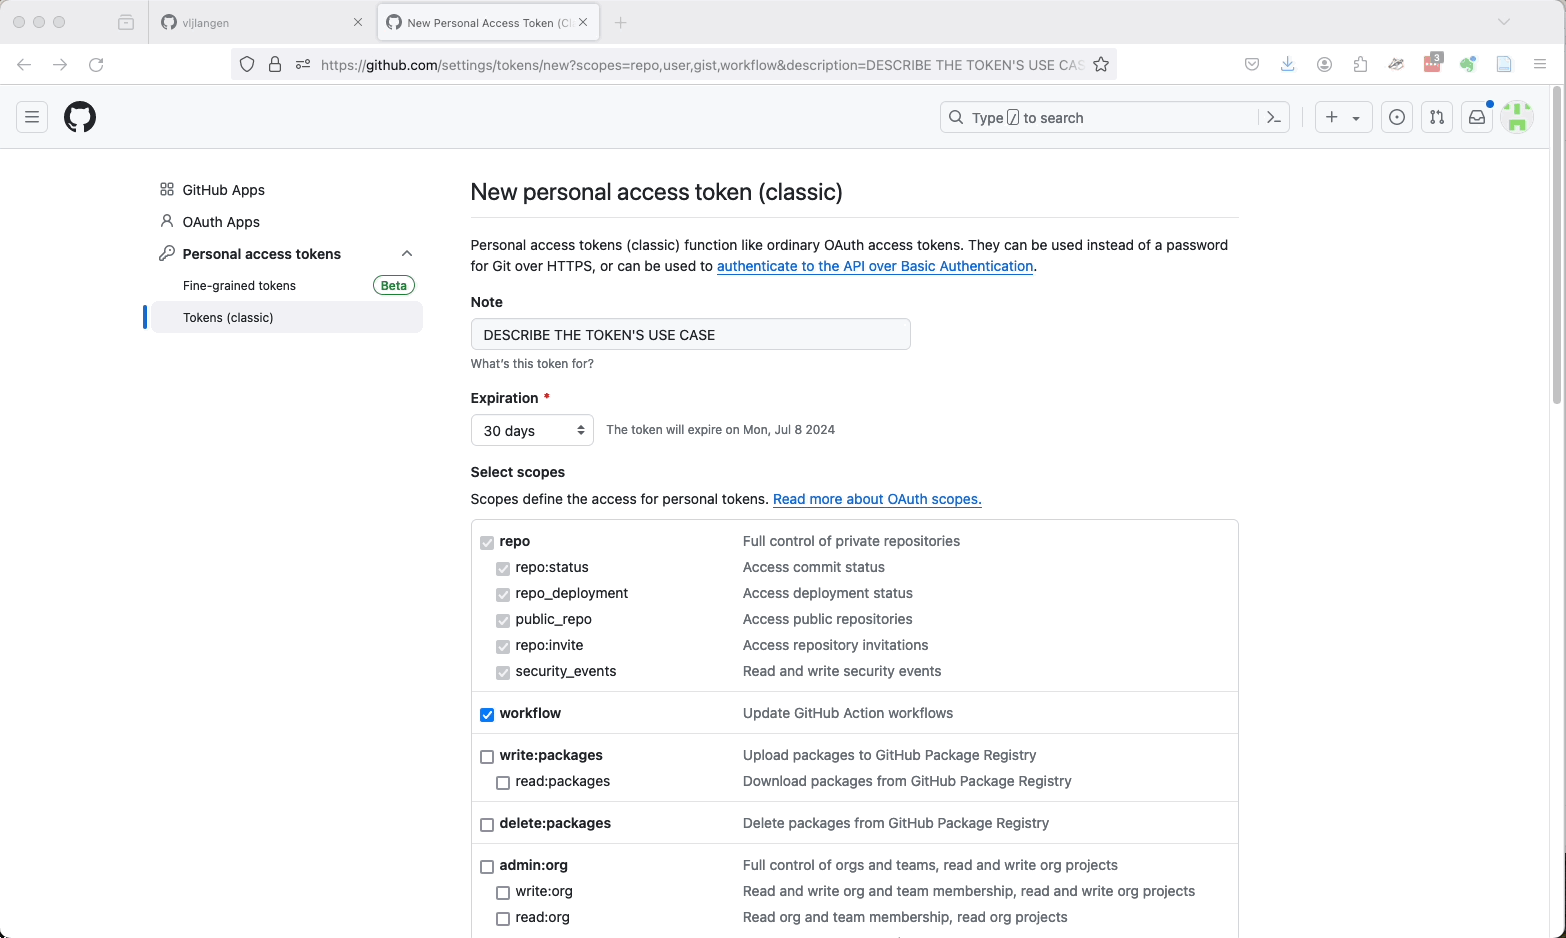 vljlangen
New Personal Access Token (Cl
https://github.com/settings/tokens/new?scopes=repo,user,gist,workflow&description=DESCRIBE THE TOKEN'S USE CAS
3
Type / to search
GitHub Apps
OAuth Apps
Personal access tokens
Fine-grained tokens Beta
Tokens (classic)
New personal access token (classic)
Personal access tokens (classic) function like ordinary OAuth access tokens. They can be used instead of a password
for Git over HTTPS, or can be used to authenticate to the API over Basic Authentication.
Note
DESCRIBE THE TOKEN'S USE CASE
What's this token for?
Expiration *
30 days The token will expire on Mon, Jul 8 2024
Select scopes
Scopes define the access for personal tokens. Read more about OAuth scopes.
repo Full control of private repositories
repo:status Access commit status
repo_deployment Access deployment status
public_repo Access public repositories
repo:invite Access repository invitations
security_events Read and write security events
workflow Update GitHub Action workflows
write:packages Upload packages to GitHub Package Registry
read:packages Download packages from GitHub Package Registry
delete:packages Delete packages from GitHub Package Registry
admin:org Full control of orgs and teams, read and write org projects
write:org Read and write org and team membership, read and write org projects
read:org Read org and team membership, read org projects